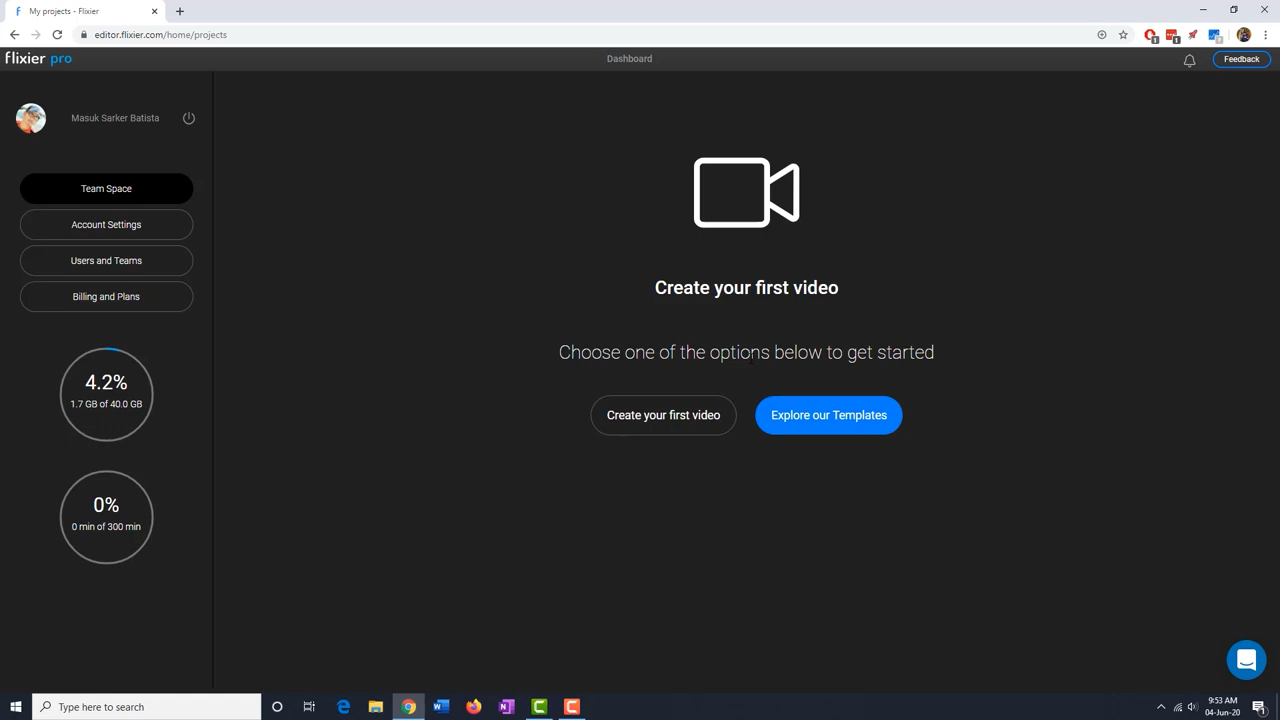 My projects - Flixier
editor.flixier.com/home/projects
flixier pro
Dashboard
Feedback
Masuk Sarker Batista
Team Space
Account Settings
Users and Teams
Billing and Plans
4.2%
1.7 GB of 40.0 GB
0%
0 min of 300 min
Create your first video
Choose one of the options below to get started
Create your first video
Explore our Templates
Type here to search
9:53 AM
04-Jun-20